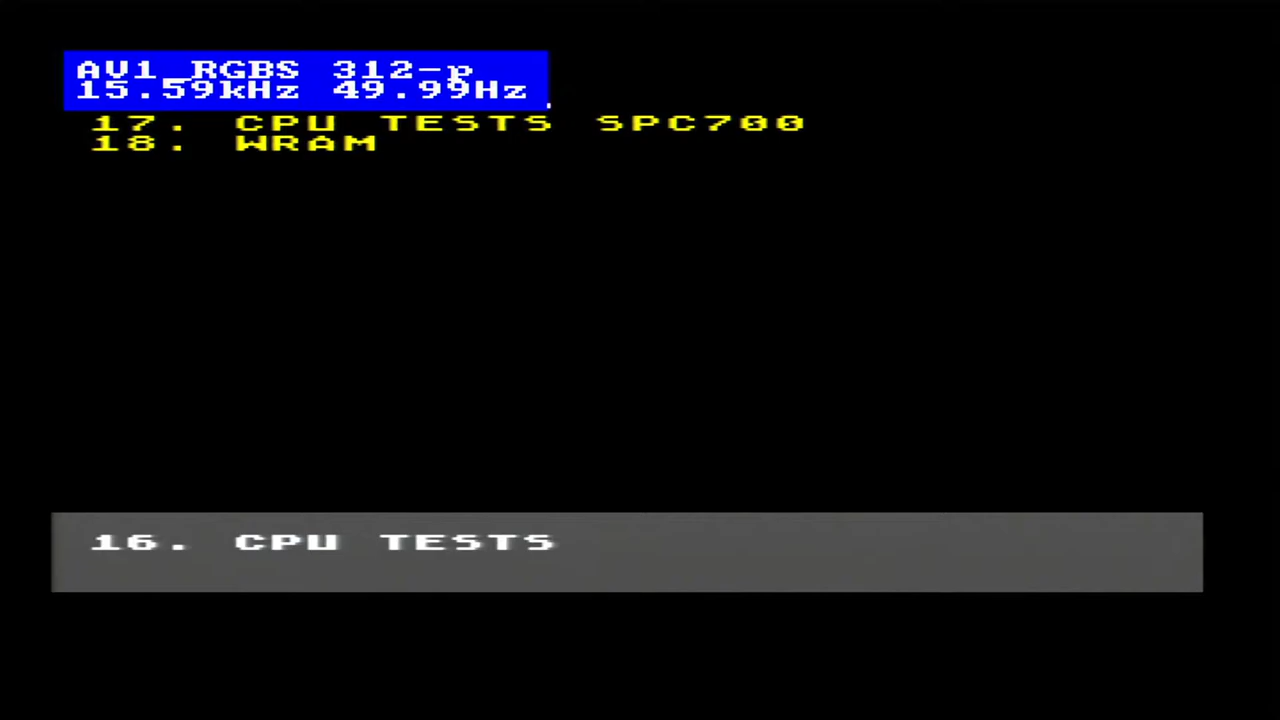 AV1 RGBS 312-p
15.59kHz 49.99Hz
17. CPU TESTS SPC700
18. WRAM
16. CPU TESTS